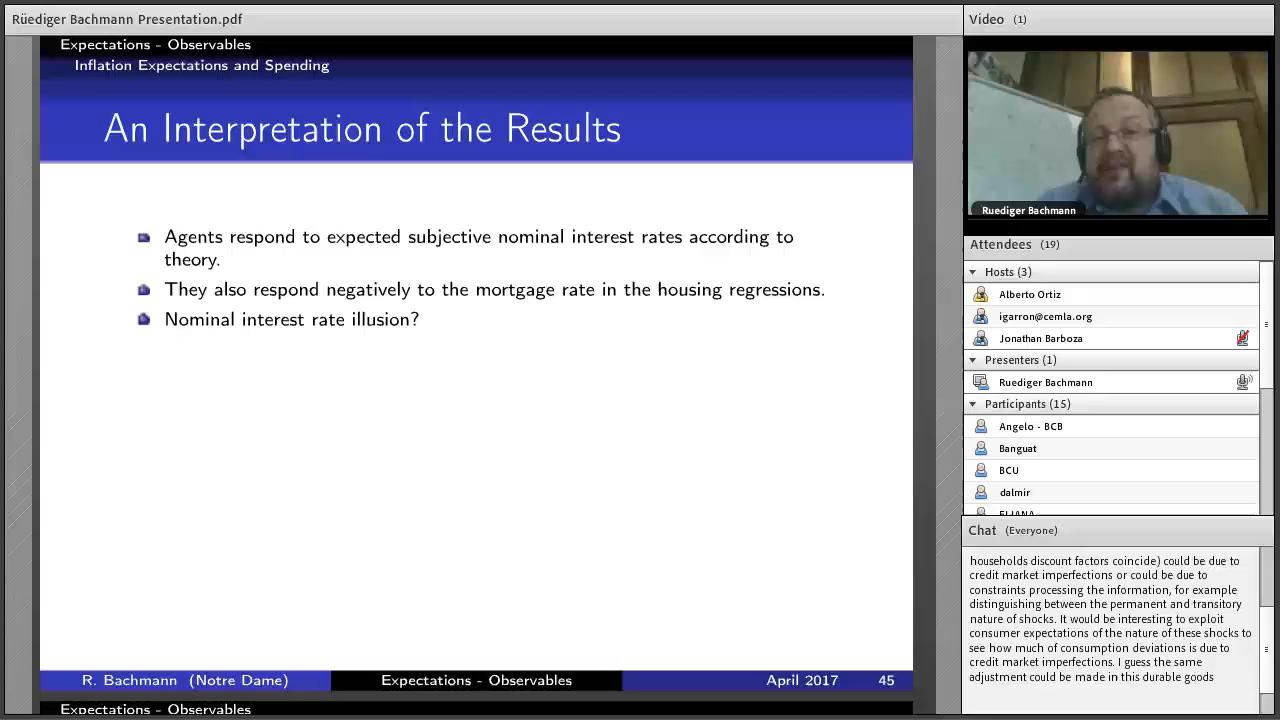 Rüediger Bachmann Presentation.pdf
Expectations - Observables
Inflation Expectations and Spending
An Interpretation of the Results
Agents respond to expected subjective nominal interest rates according to
theory.
They also respond negatively to the mortgage rate in the housing regressions.
Nominal interest rate illusion?
R. Bachmann (Notre Dame)
Expectations - Observables
April 2017
45
Expectations - Observables
Video (1)
Ruediger Bachmann
Attendees (19)
Hosts (3)
Alberto Ortiz
igarron@cemla.org
Jonathan Barboza
Presenters (1)
Ruediger Bachmann
Participants (15)
Angelo - BCB
Banguat
BCU
dalmir
Chat (Everyone)
households discount factors coincide) could be due to
credit market imperfections or could be due to
constraints processing the information, for example
distinguishing between the permanent and transitory
nature of shocks. It would be interesting to exploit
consumer expectations of the nature of these shocks to
see how much of consumption deviations is due to
credit market imperfections. I guess the same
adjustment could be made in this durable goods